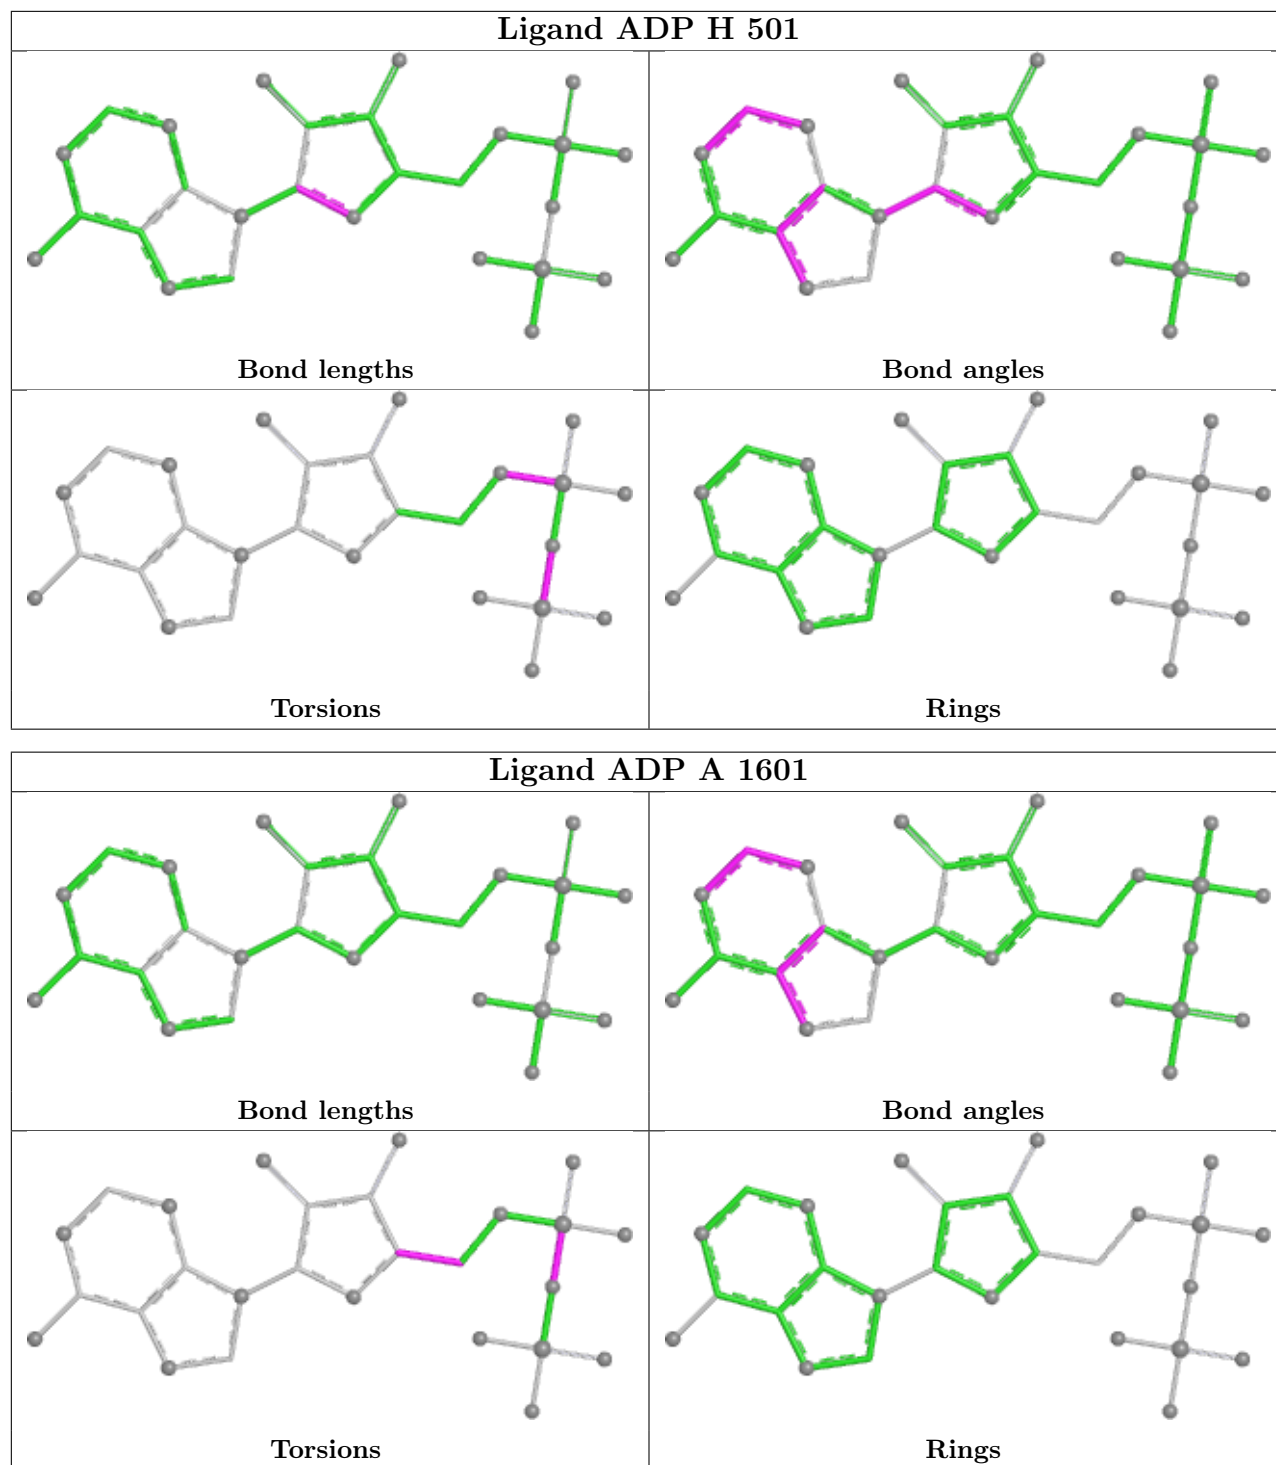 Ligand ADP H 501
Bond lengths
Bond angles
Torsions
Rings
Ligand ADP A 1601
Bond lengths
Bond angles
Torsions
Rings